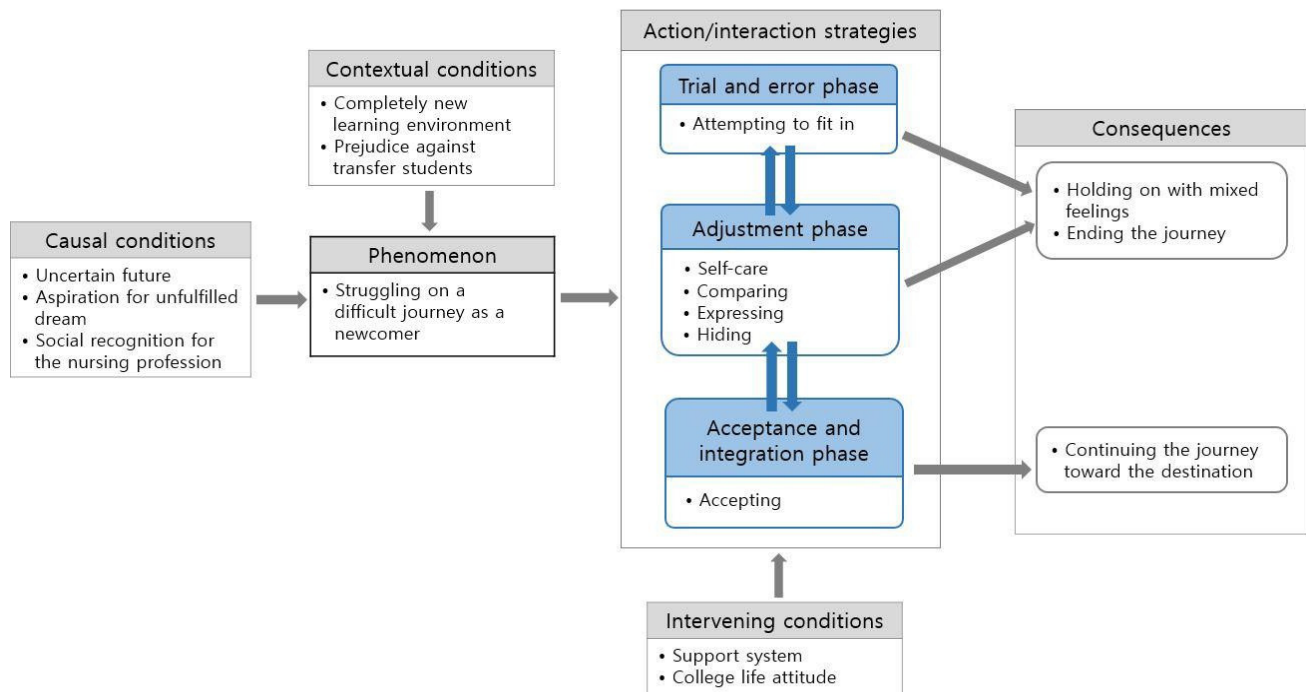 Contextual conditions
• Completely new
learning environment
• Prejudice against
transfer students
Causal conditions
• Uncertain future
• Aspiration for unfulfilled
dream
• Social recognition for
the nursing profession
Phenomenon
• Struggling on a
difficult journey as a
newcomer
Action/interaction strategies
Trial and error phase
• Attempting to fit in
Adjustment phase
• Self-care
• Comparing
• Expressing
• Hiding
Acceptance and
integration phase
• Accepting
Intervening conditions
• Support system
• College life attitude
Consequences
• Holding on with mixed
feelings
• Ending the journey
• Continuing the journey
toward the destination